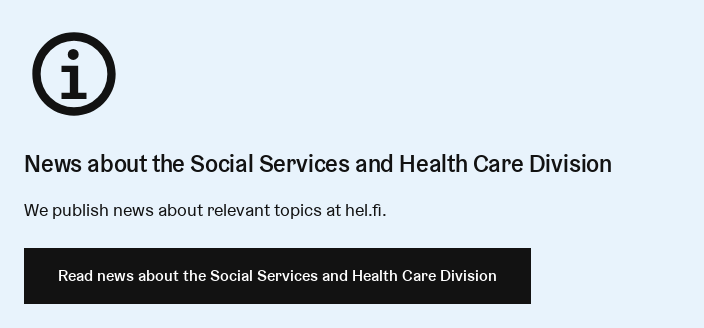 News about the Social Services and Health Care Division
We publish news about relevant topics at hel.fi.
Read news about the Social Services and Health Care Division